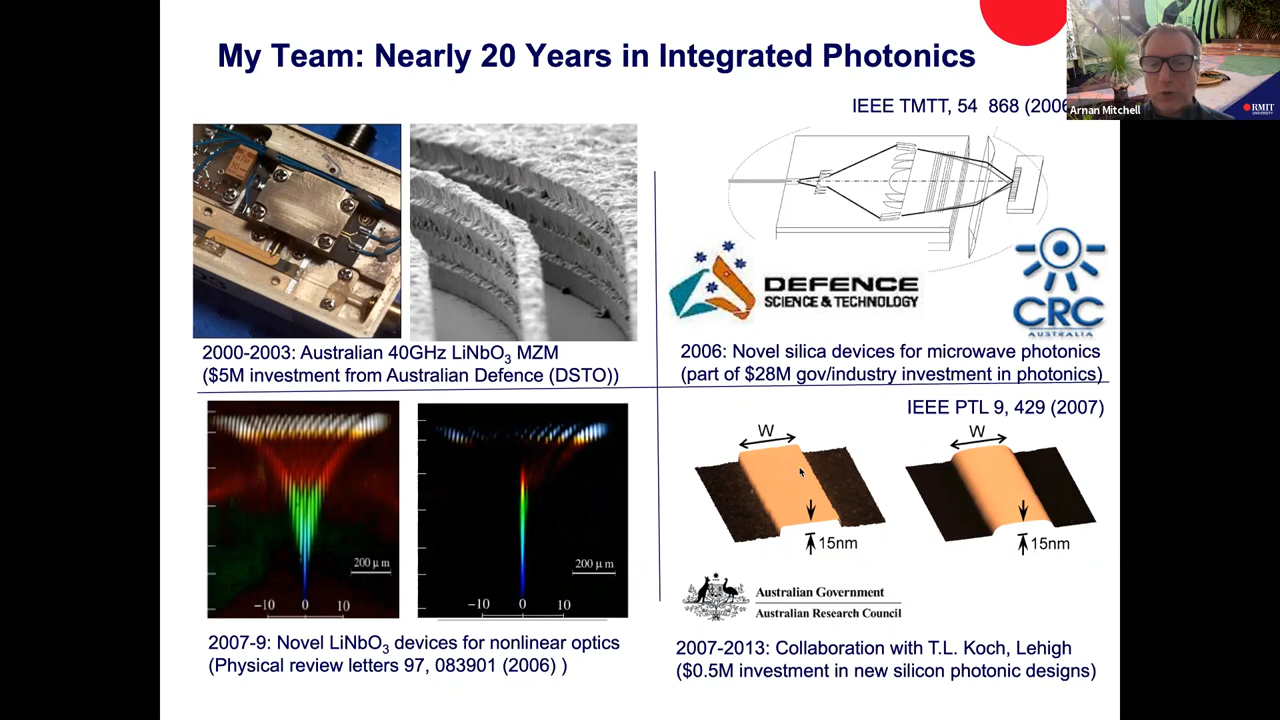 My Team: Nearly 20 Years in Integrated Photonics
Arnan Mitchell
RMIT
UNIVERSITY
IEEE TMTT, 54 868 (2006
DEFENCE
SCIENCE & TECHNOLOGY
CRC
AUSTRALIA
2000-2003: Australian 40GHz LiNbO₃ MZM
($5M investment from Australian Defence (DSTO))
2006: Novel silica devices for microwave photonics
(part of $28M gov/industry investment in photonics)
IEEE PTL 9, 429 (2007)
200 μm
-10 0 10
200 μm
-10 0 10
W
15nm
W
15nm
Australian Government
Australian Research Council
2007-9: Novel LiNbO₃ devices for nonlinear optics
(Physical review letters 97, 083901 (2006) )
2007-2013: Collaboration with T.L. Koch, Lehigh
($0.5M investment in new silicon photonic designs)